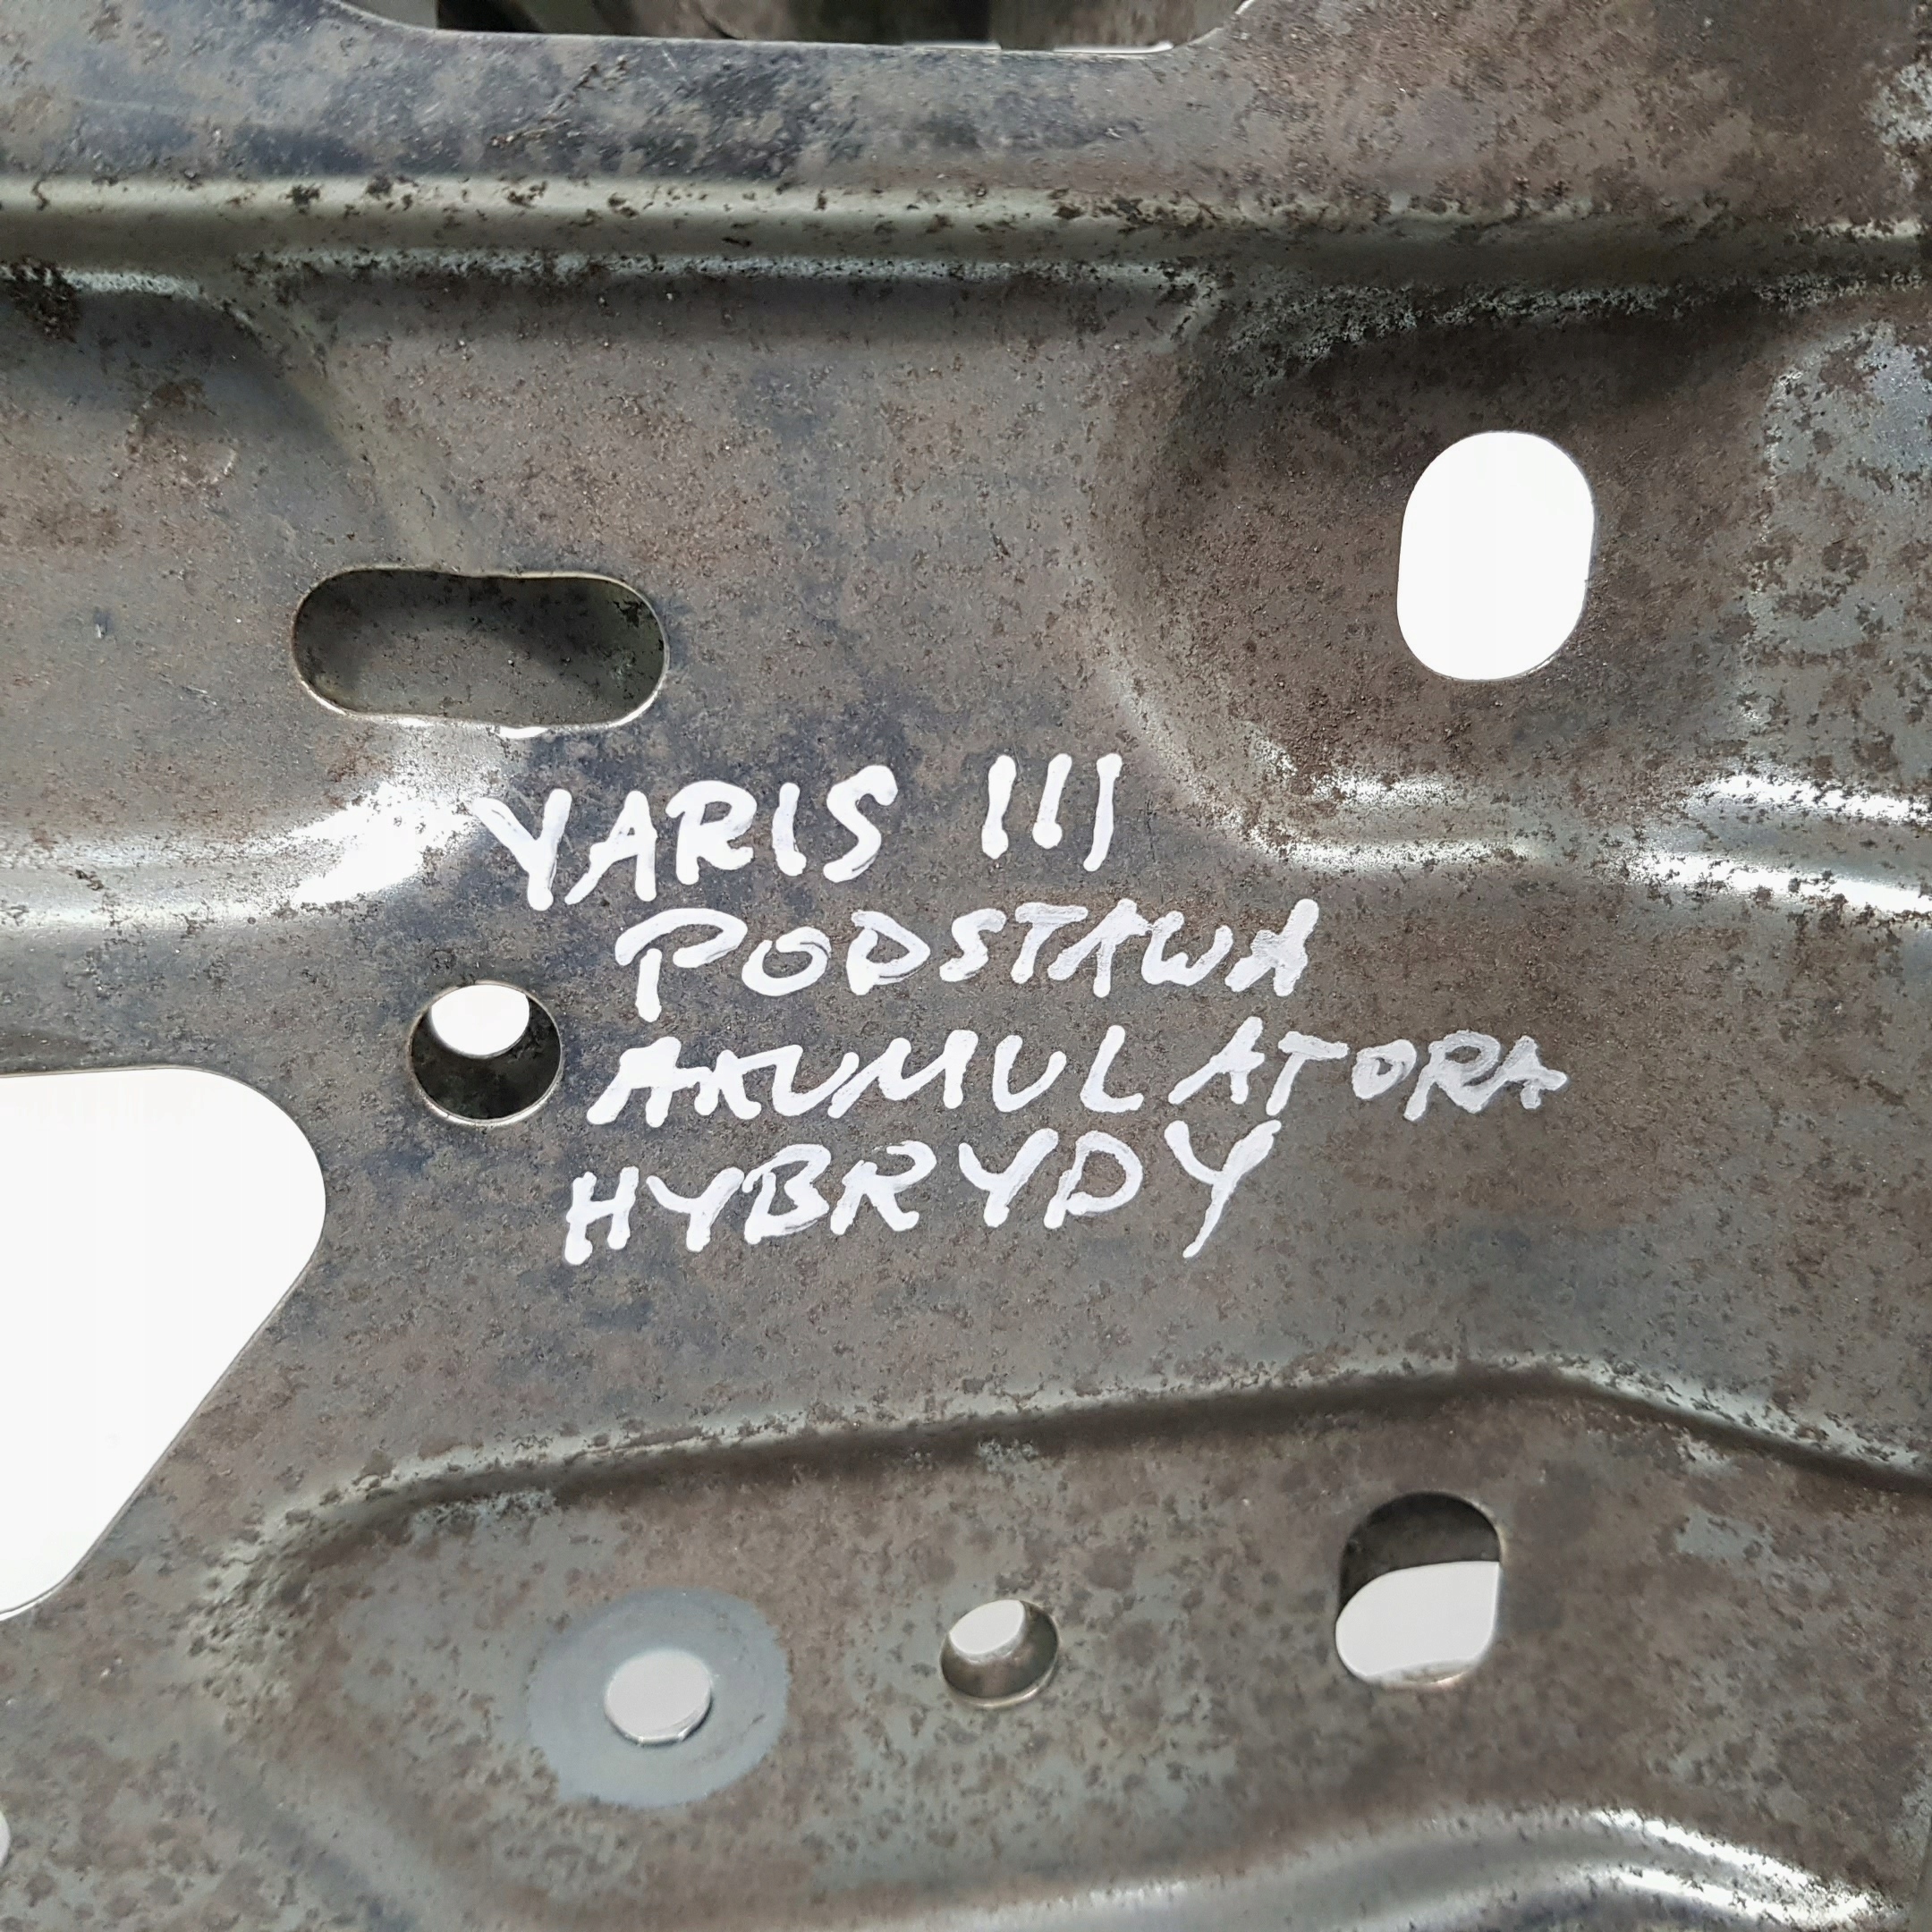 YARIS III
PODSTAWA
AKUMULATORA
HYBRYDY